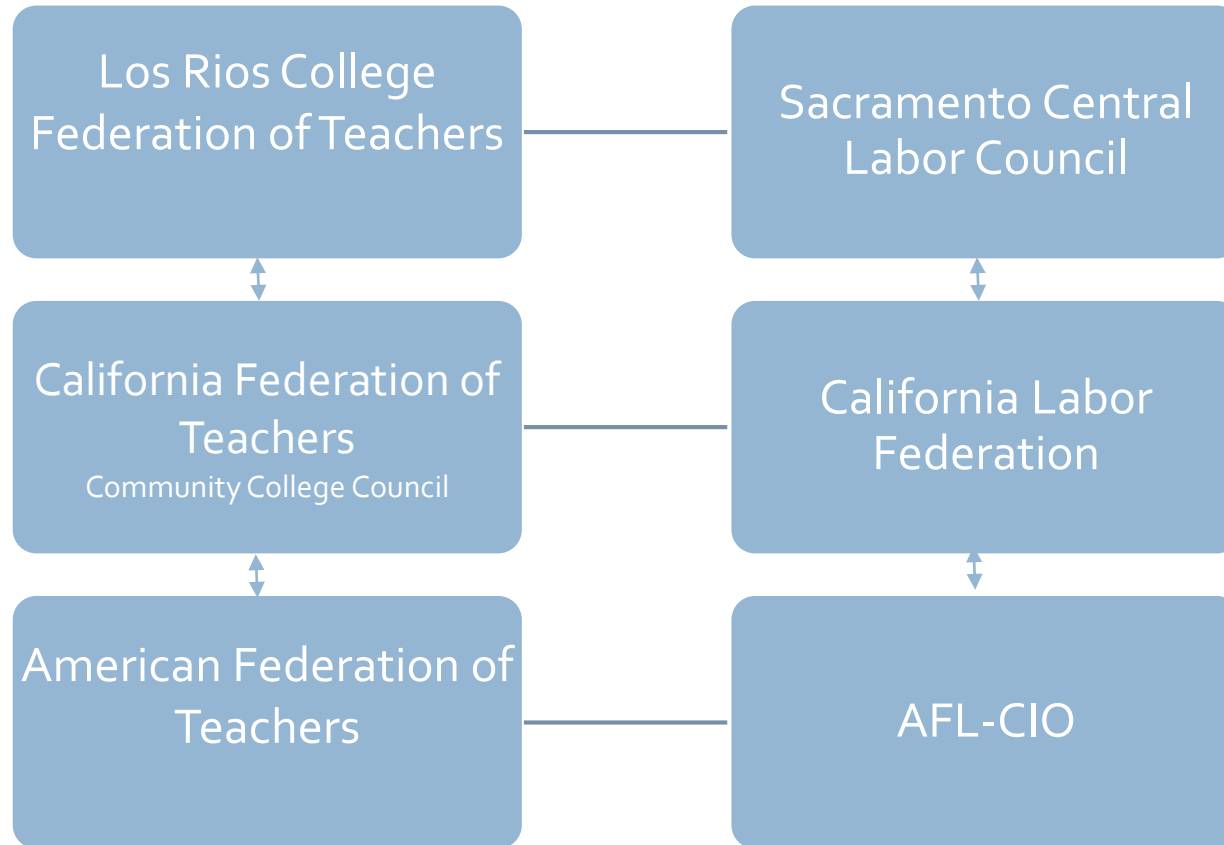 Los Rios College
Federation of Teachers
Sacramento Central
Labor Council
California Federation of
Teachers
Community College Council
California Labor
Federation
American Federation of
Teachers
AFL-CIO